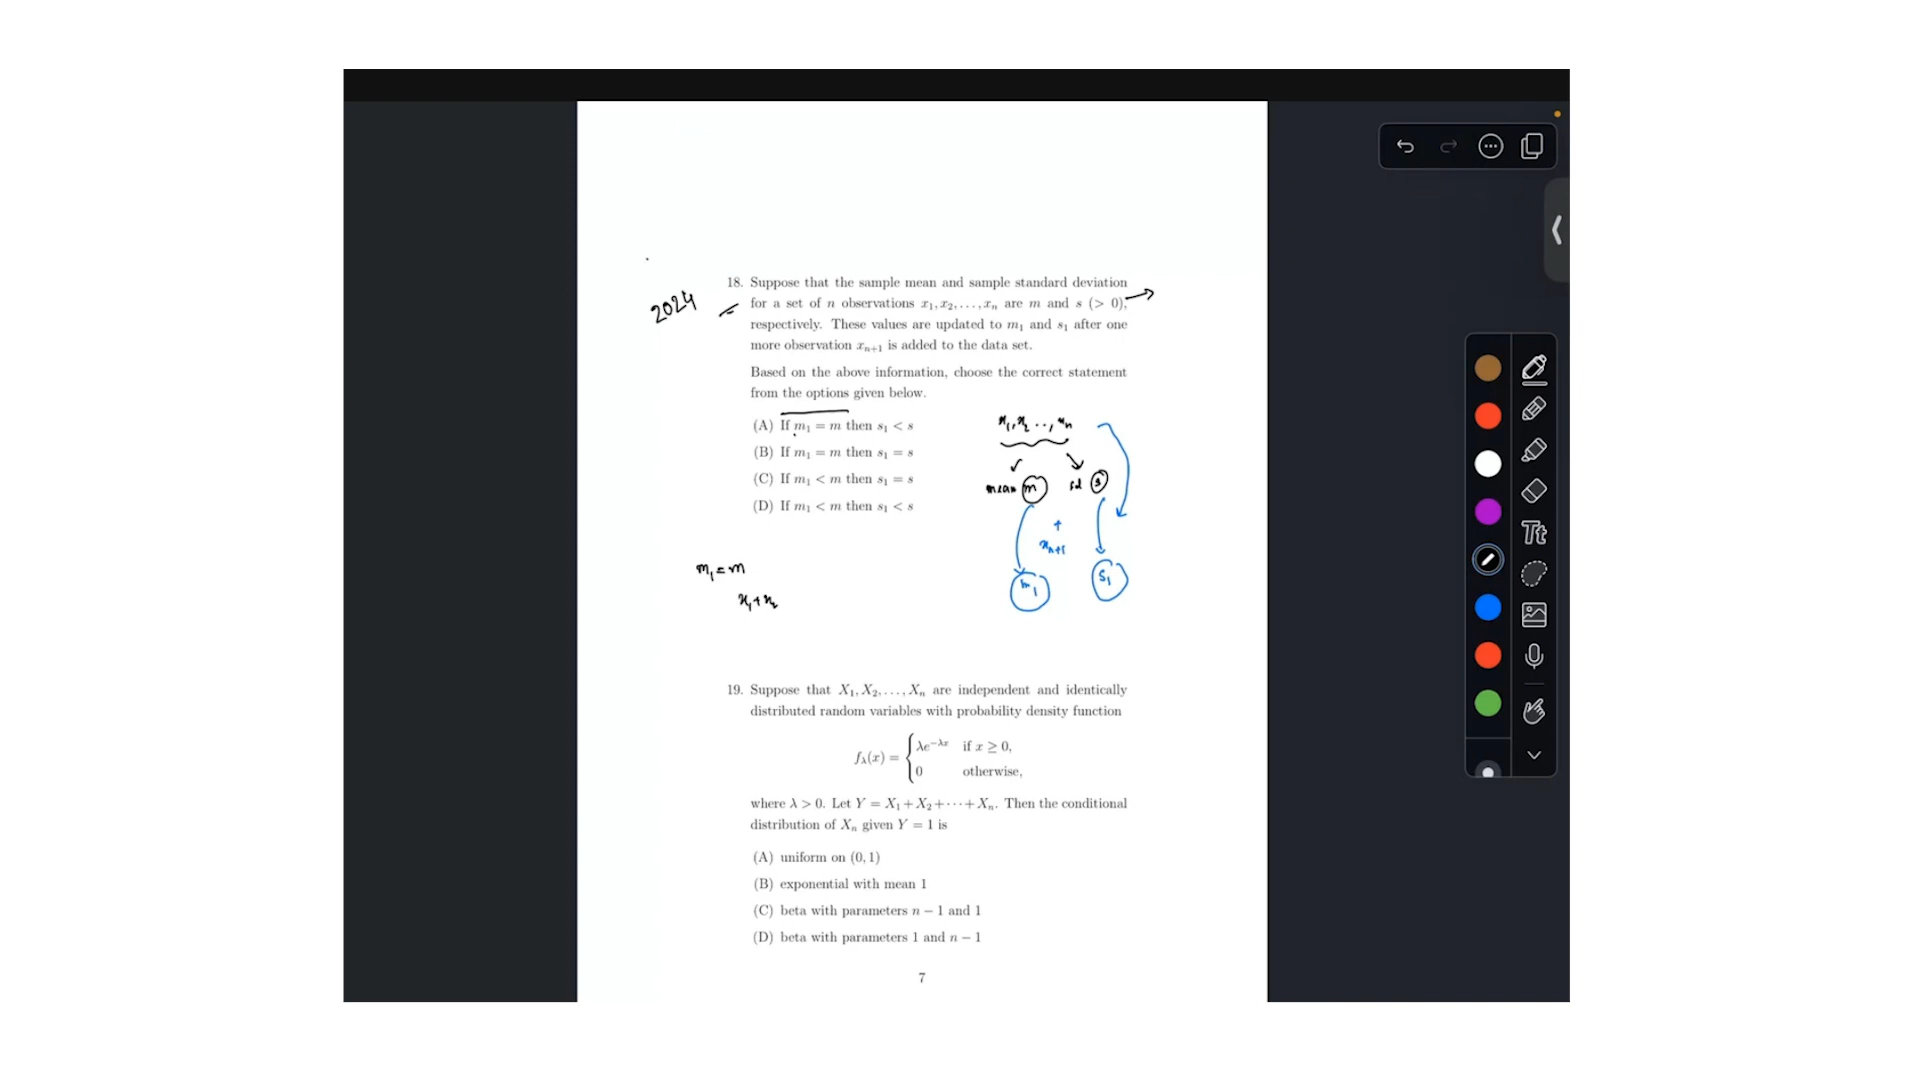 2024
18. Suppose that the sample mean and sample standard deviation
for a set of n observations x₁, x₂, . . . , xₙ are m and s (> 0),
respectively. These values are updated to m₁ and s₁ after one
more observation xₙ₊₁ is added to the data set.
Based on the above information, choose the correct statement
from the options given below.
(A) If m₁ = m then s₁ < s
(B) If m₁ = m then s₁ = s
(C) If m₁ < m then s₁ = s
(D) If m₁ < m then s₁ < s
x₁, x₂ . . , xₙ
mean m sd s
+
xₙ₊₁
m₁ s₁
m₁ = m
x₁ + x₂
19. Suppose that X₁, X₂, . . . , Xₙ are independent and identically
distributed random variables with probability density function
f_λ(x) = { λe^{−λx} if x ≥ 0,
0 otherwise,
where λ > 0. Let Y = X₁ + X₂ + · · · + Xₙ. Then the conditional
distribution of Xₙ given Y = 1 is
(A) uniform on (0, 1)
(B) exponential with mean 1
(C) beta with parameters n − 1 and 1
(D) beta with parameters 1 and n − 1
7
Tt